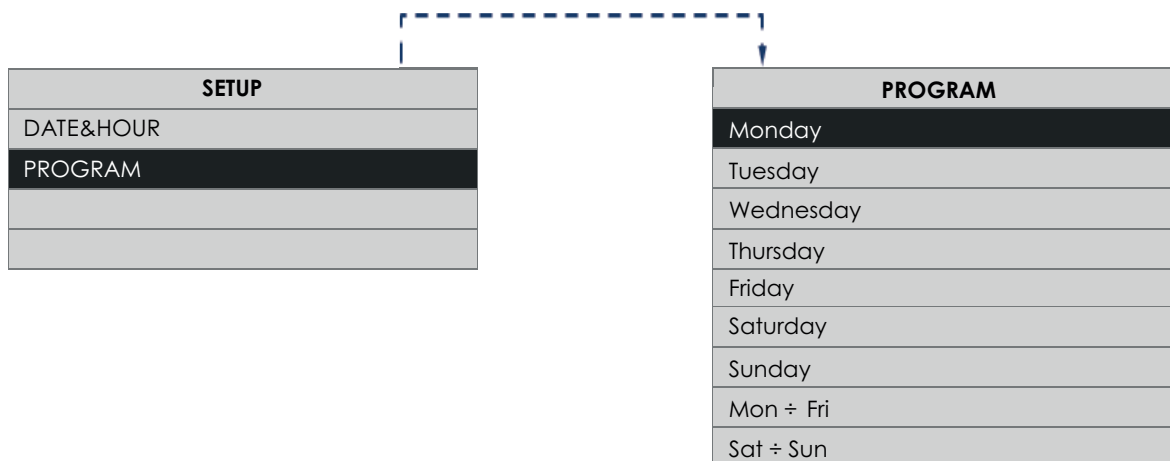 SETUP
DATE&HOUR
PROGRAM
PROGRAM
Monday
Tuesday
Wednesday
Thursday
Friday
Saturday
Sunday
Mon ÷ Fri
Sat ÷ Sun